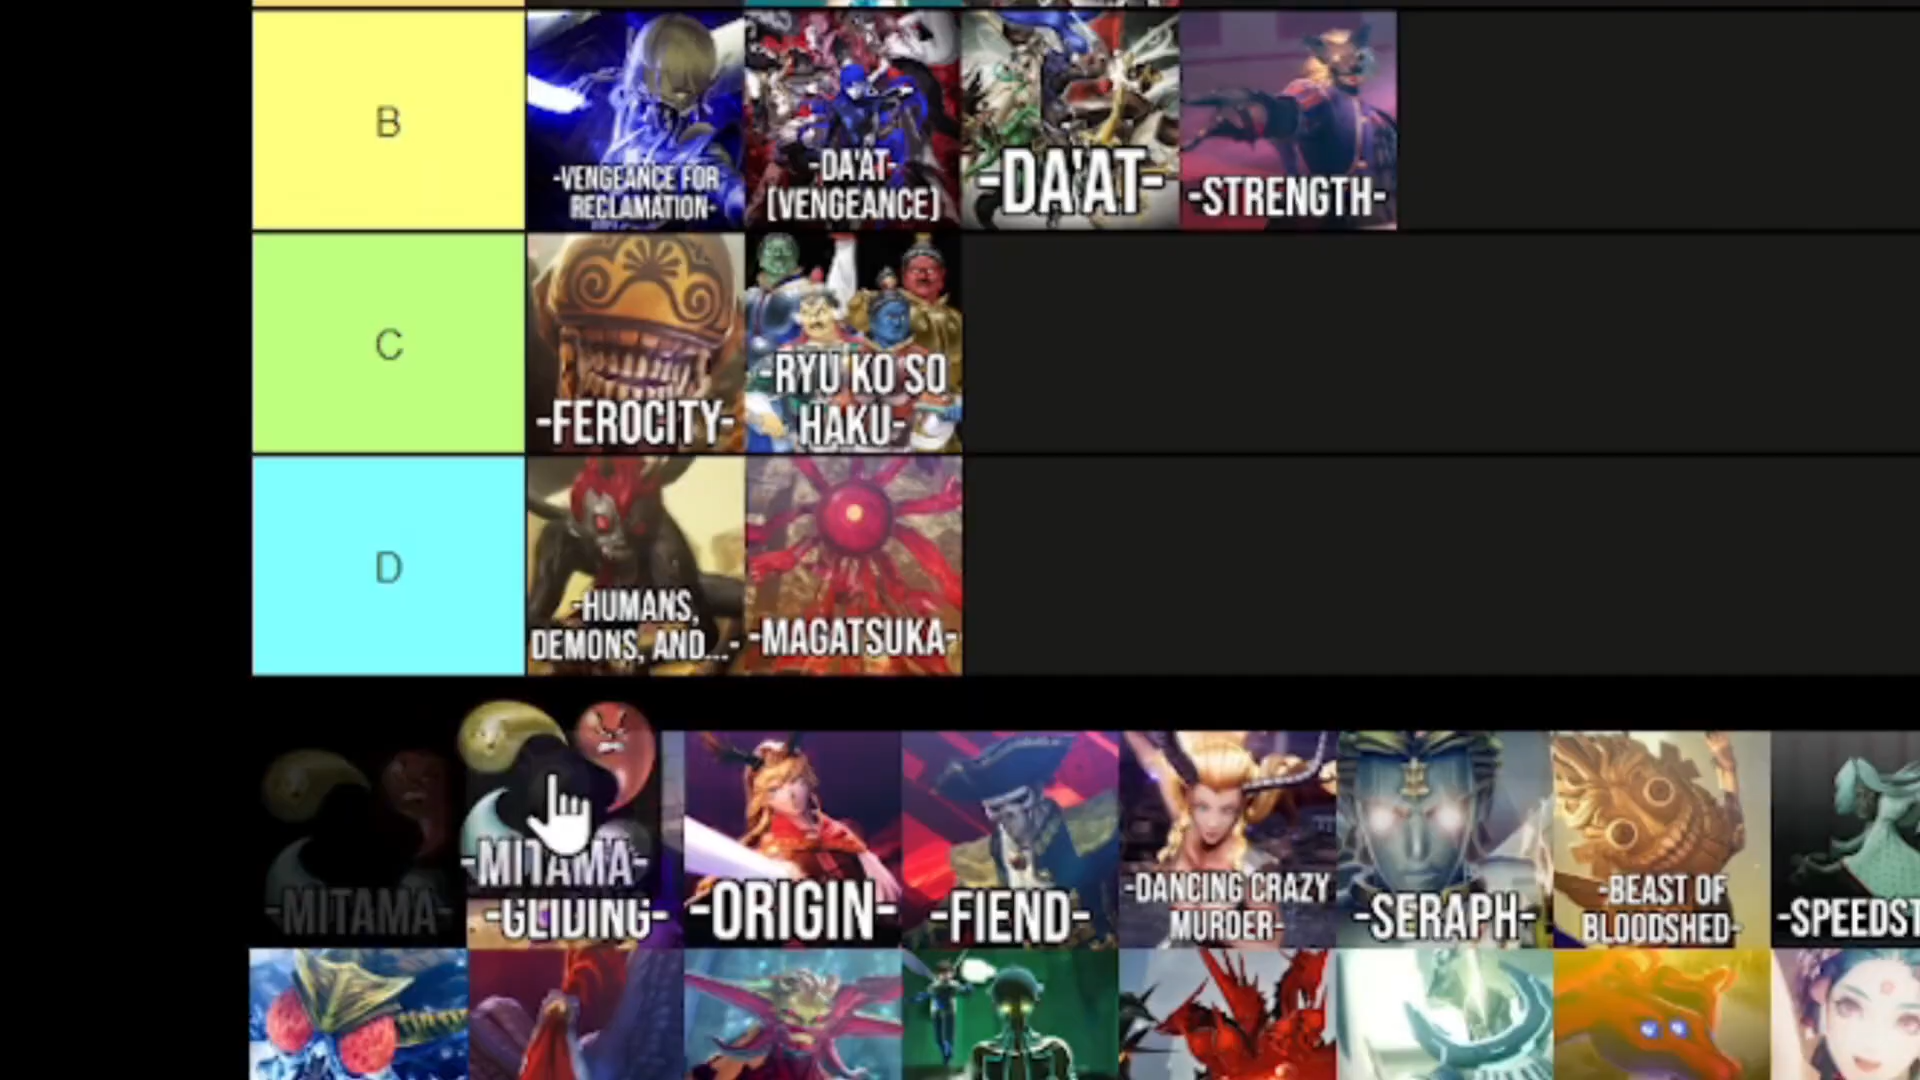 B
-VENGEANCE FOR
RECLAMATION-
-DA'AT-
[VENGEANCE]
-DA'AT-
-STRENGTH-
C
-FEROCITY-
-RYU KO SO
HAKU-
D
-HUMANS,
DEMONS, AND...-
-MAGATSUKA-
-MITAMA-
-MITAMA-
-GLIDING-
-ORIGIN-
-FIEND-
-DANCING CRAZY
MURDER-
-SERAPH-
-BEAST OF
BLOODSHED-
-SPEEDST